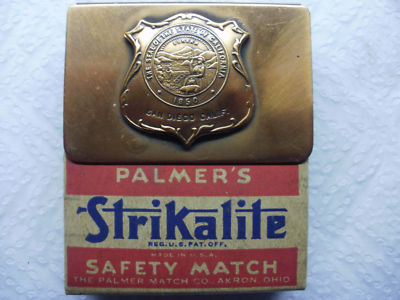 THE SEAL OF THE STATE OF CALIFORNIA
EUREKA
1850
SAN DIEGO CALIF.
PALMER'S
StriKalite
REG. U.S. PAT. OFF.
MADE IN U.S.A.
SAFETY MATCH
THE PALMER MATCH CO., AKRON, OHIO